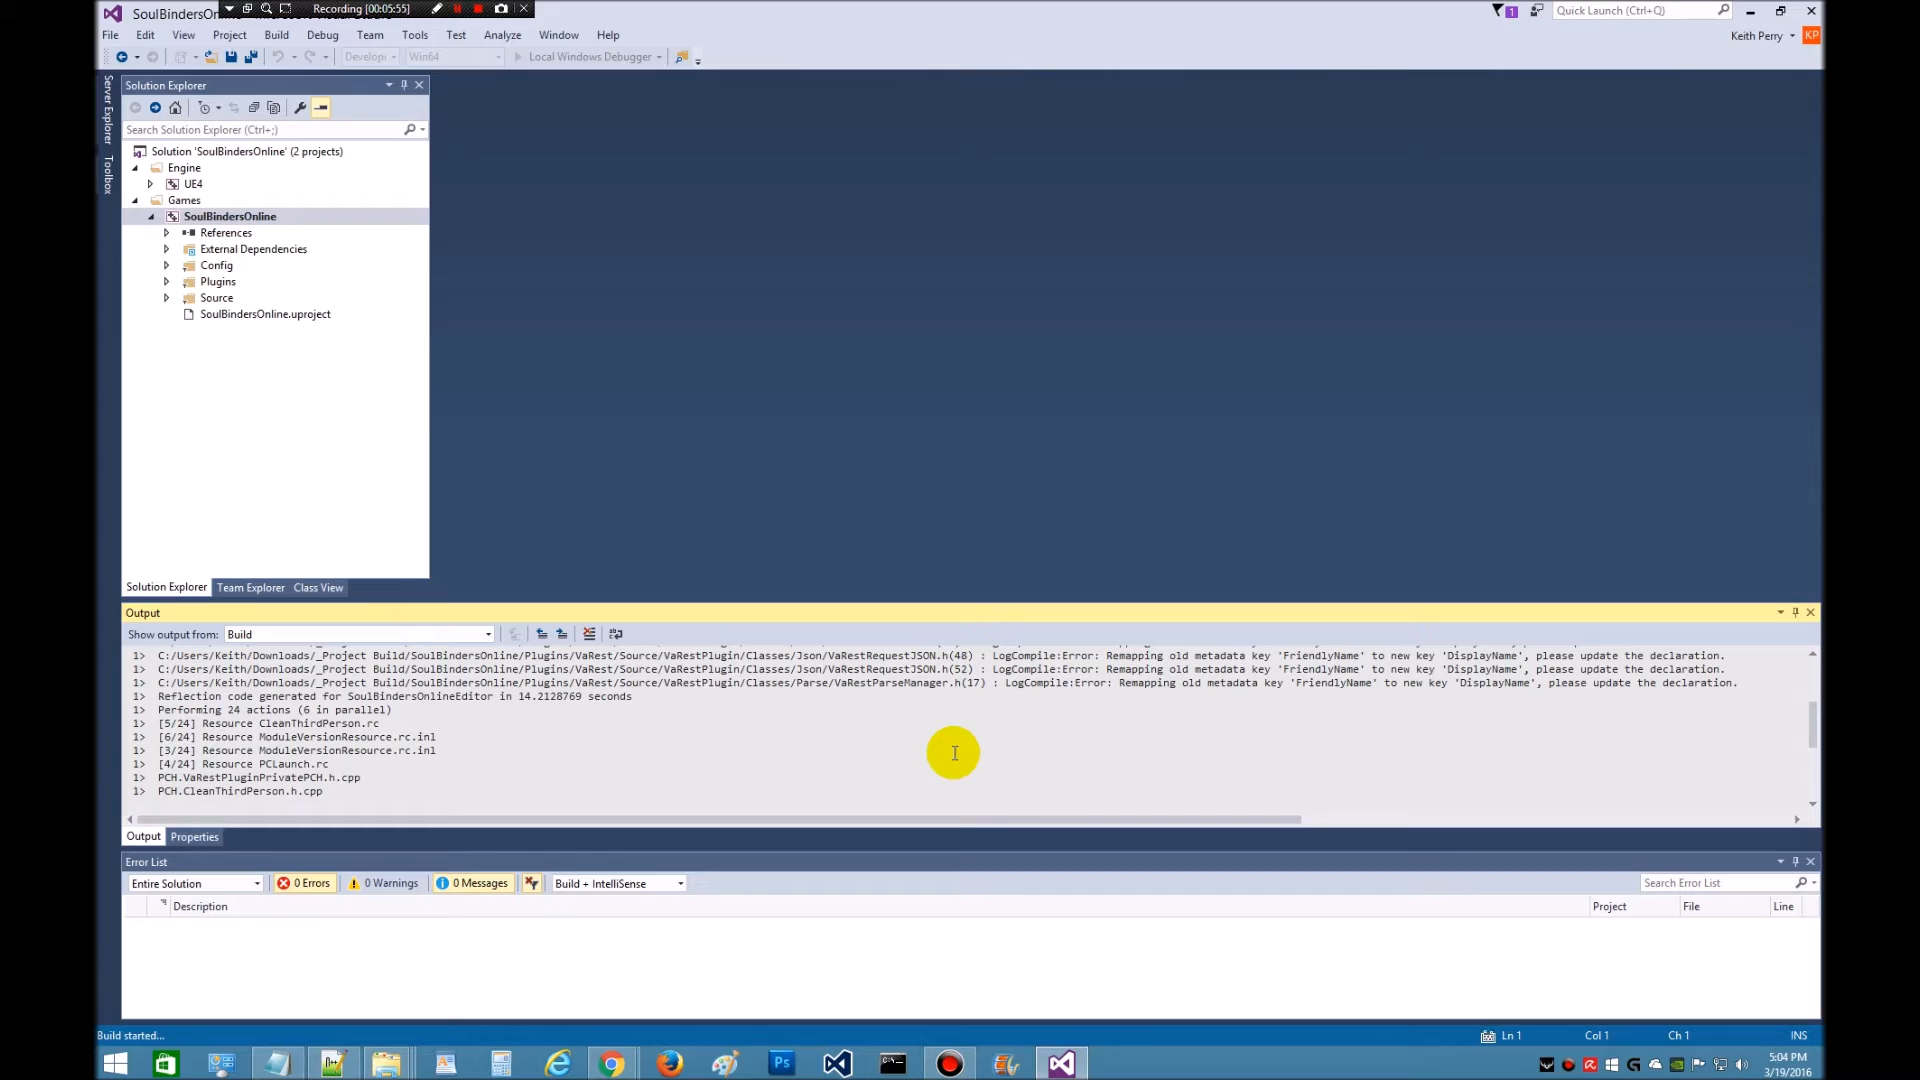 SoulBindersOnline
Recording [00:05:55]
1
Quick Launch (Ctrl+Q)
File Edit View Project Build Debug Team Tools Test Analyze Window Help
Keith Perry KP
Develop Win64 Local Windows Debugger
Server Explorer
Toolbox
Solution Explorer
Search Solution Explorer (Ctrl+;)
Solution 'SoulBindersOnline' (2 projects)
Engine
UE4
Games
SoulBindersOnline
References
External Dependencies
Config
Plugins
Source
SoulBindersOnline.uproject
Solution Explorer Team Explorer Class View
Output
Show output from: Build
1> C:/Users/Keith/Downloads/_Project Build/SoulBindersOnline/Plugins/VaRest/Source/VaRestPlugin/Classes/Json/VaRestRequestJSON.h(48) : LogCompile:Error: Remapping old metadata key 'FriendlyName' to new key 'DisplayName', please update the declaration.
1> C:/Users/Keith/Downloads/_Project Build/SoulBindersOnline/Plugins/VaRest/Source/VaRestPlugin/Classes/Json/VaRestRequestJSON.h(52) : LogCompile:Error: Remapping old metadata key 'FriendlyName' to new key 'DisplayName', please update the declaration.
1> C:/Users/Keith/Downloads/_Project Build/SoulBindersOnline/Plugins/VaRest/Source/VaRestPlugin/Classes/Parse/VaRestParseManager.h(17) : LogCompile:Error: Remapping old metadata key 'FriendlyName' to new key 'DisplayName', please update the declaration.
1> Reflection code generated for SoulBindersOnlineEditor in 14.2128769 seconds
1> Performing 24 actions (6 in parallel)
1> [5/24] Resource CleanThirdPerson.rc
1> [6/24] Resource ModuleVersionResource.rc.inl
1> [3/24] Resource ModuleVersionResource.rc.inl
1> [4/24] Resource PCLaunch.rc
1> PCH.VaRestPluginPrivatePCH.h.cpp
1> PCH.CleanThirdPerson.h.cpp
Output Properties
Error List
Entire Solution 0 Errors 0 Warnings 0 Messages Build + IntelliSense Search Error List
Description Project File Line
Build started... Ln 1 Col 1 Ch 1 INS
Ps
5:04 PM
3/19/2016